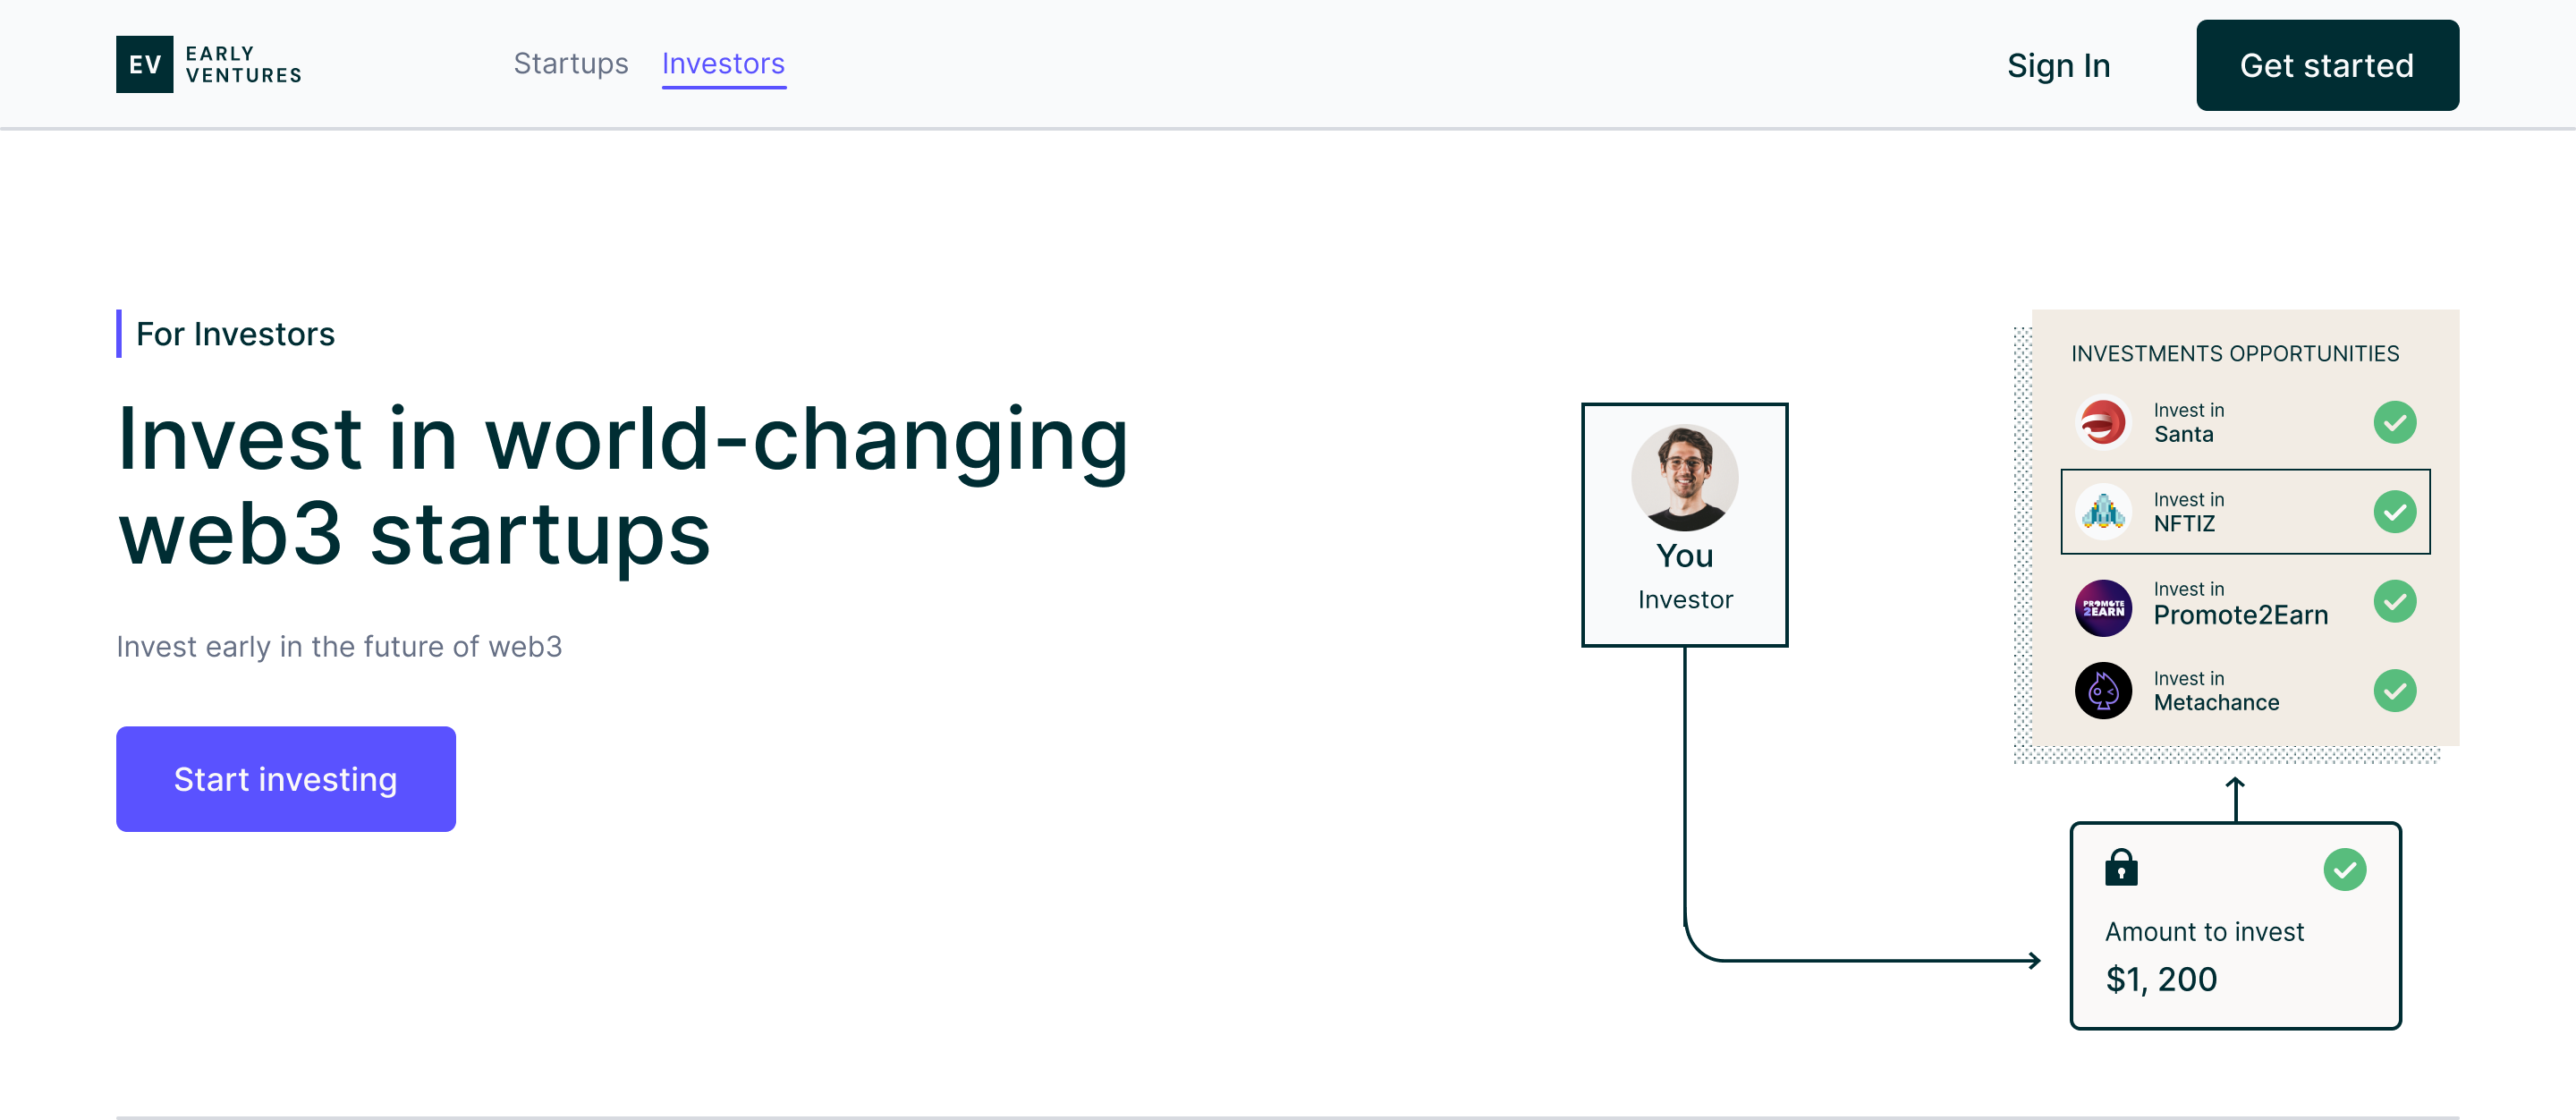 EV
EARLY
VENTURES
Startups
Investors
Sign In
Get started
For Investors
Invest in world-changing
web3 startups
Invest early in the future of web3
Start investing
You
Investor
INVESTMENTS OPPORTUNITIES
Invest in
Santa
Invest in
NFTIZ
PROMOTE
2EARN
Invest in
Promote2Earn
Invest in
Metachance
Amount to invest
$1, 200